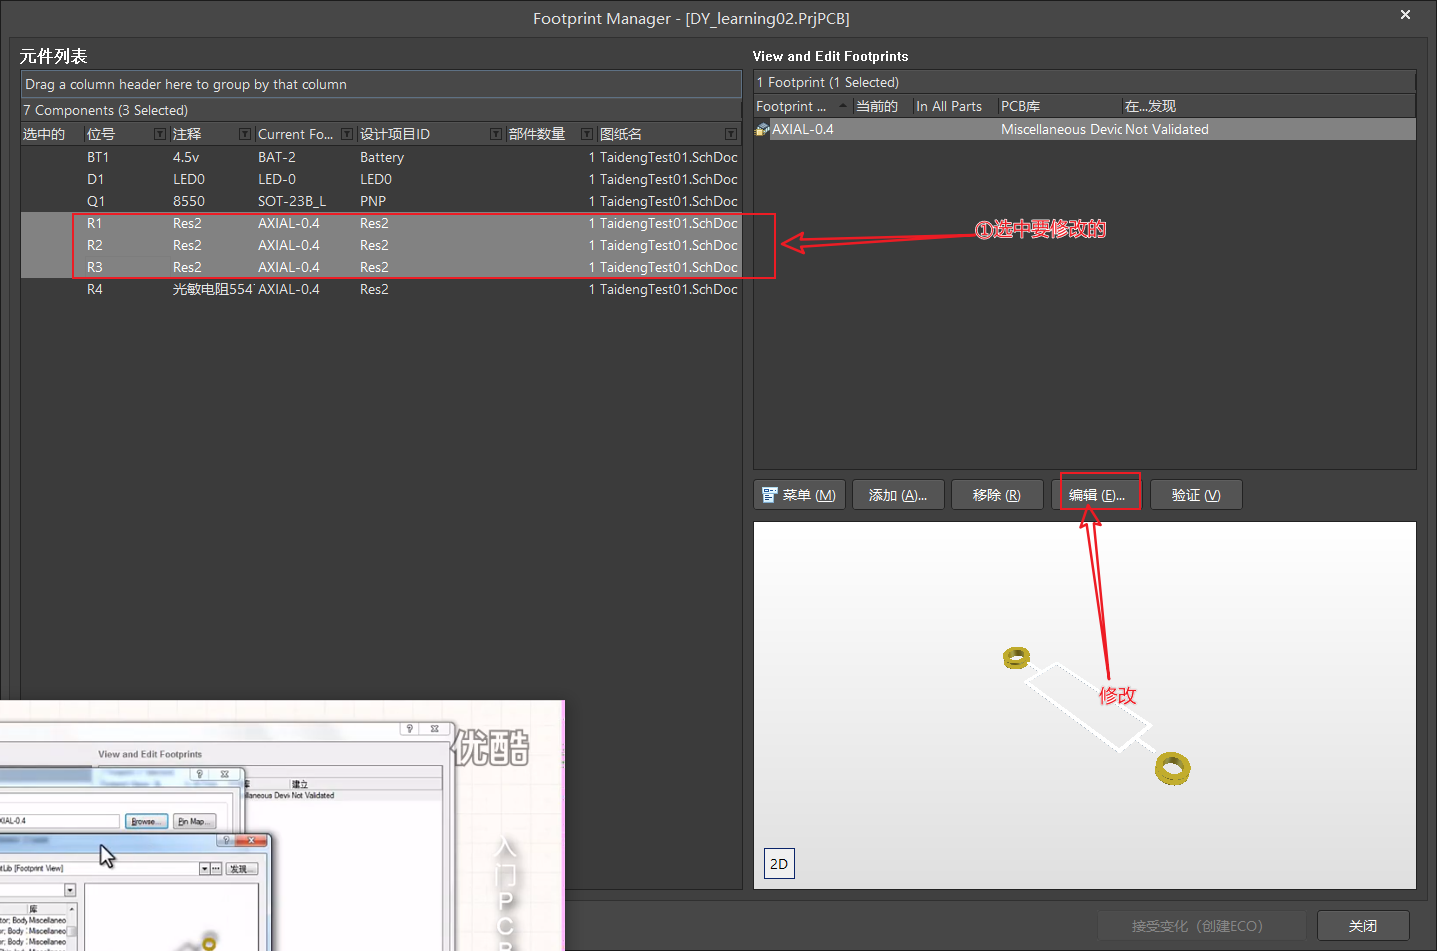 Footprint Manager - [DY_learning02.PrjPCB]
元件列表
Drag a column header here to group by that column
7 Components (3 Selected)
选中的 位号 注释 Current Fo... 设计项目ID 部件数量 图纸名
BT1 4.5v BAT-2 Battery 1 TaidengTest01.SchDoc
D1 LED0 LED-0 LED0 1 TaidengTest01.SchDoc
Q1 8550 SOT-23B_L PNP 1 TaidengTest01.SchDoc
R1 Res2 AXIAL-0.4 Res2 1 TaidengTest01.SchDoc
R2 Res2 AXIAL-0.4 Res2 1 TaidengTest01.SchDoc
R3 Res2 AXIAL-0.4 Res2 1 TaidengTest01.SchDoc
R4 光敏电阻554 AXIAL-0.4 Res2 1 TaidengTest01.SchDoc
View and Edit Footprints
1 Footprint (1 Selected)
Footprint ... 当前的 In All Parts PCB库 在...发现
AXIAL-0.4 Miscellaneous Devic Not Validated
①选中要修改的
菜单 (M) 添加 (A)... 移除 (R) 编辑 (E)... 验证 (V)
修改
2D
接受变化（创建ECO） 关闭
优酷
View and Edit Footprints
库 建立
llaneous Devi Not Validated
XIAL-0.4 Browse... Pin Map...
tLib [Footprint View] 发现...
库
tor; Body Miscellaneo
tor; Body Miscellaneo
tor; Body Miscellaneo
入
门
P
C
B